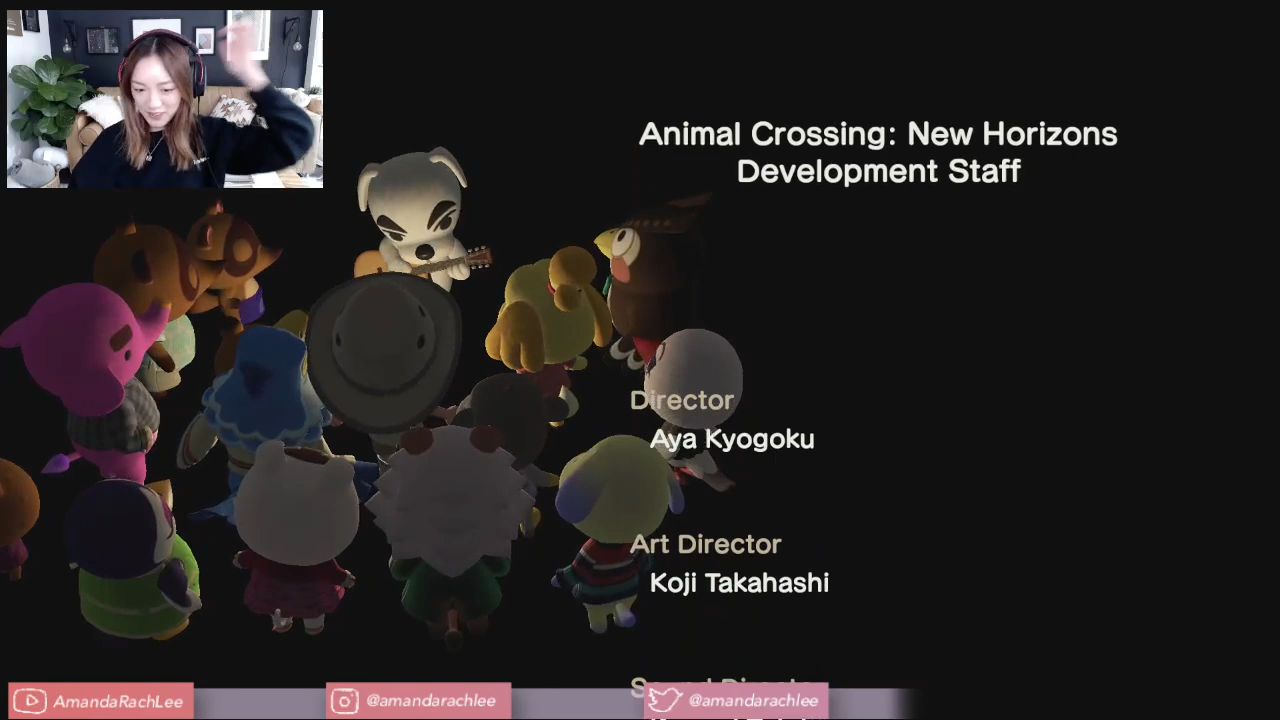 Animal Crossing: New Horizons
Development Staff
Director
Aya Kyogoku
Art Director
Koji Takahashi
AmandaRachLee
@amandarachlee
@amandarachlee